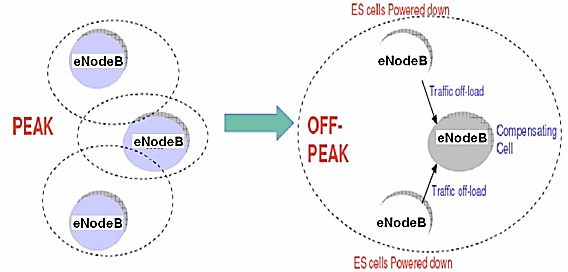 ES cells Powered down
eNodeB
eNodeB
Traffic off-load
PEAK
eNodeB
OFF-
PEAK
eNodeB
Compensating
Cell
Traffic off-load
eNodeB
eNodeB
ES cells Powered down